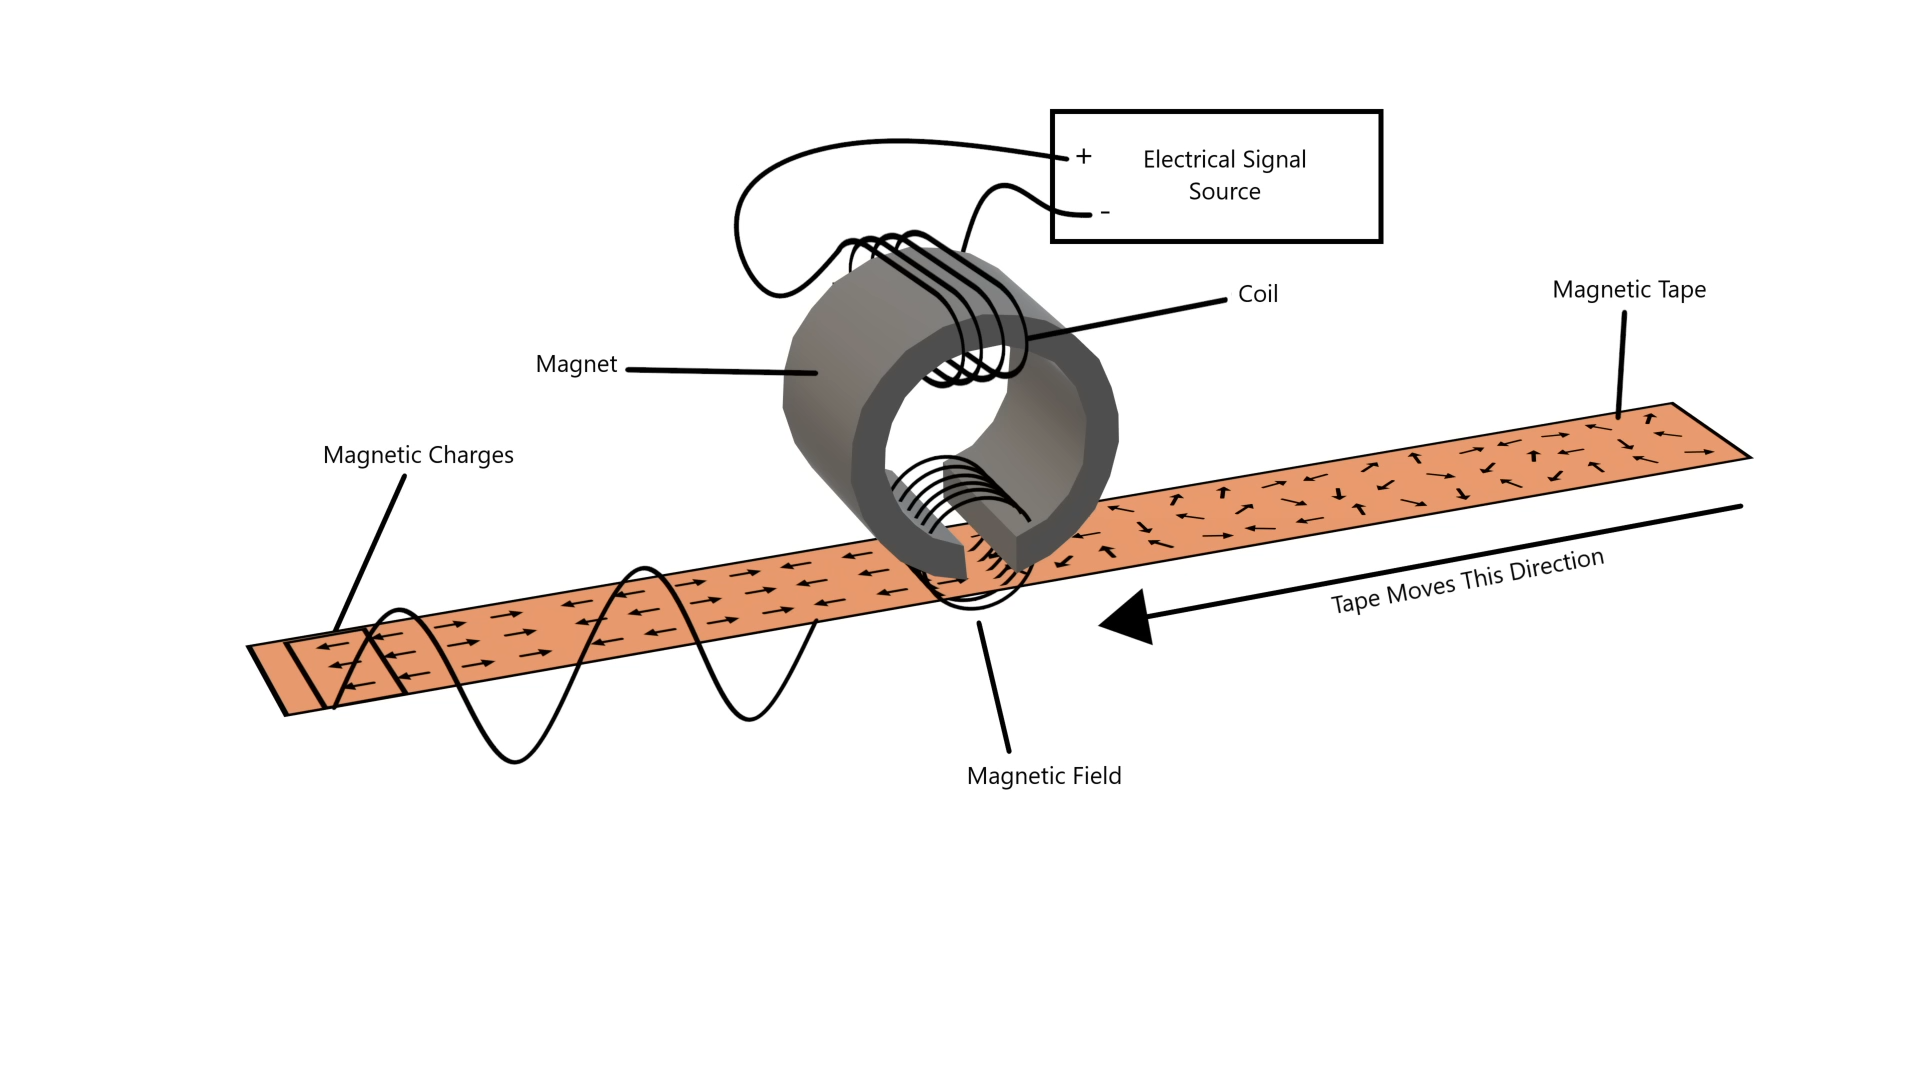 +
Electrical Signal
Source
-
Coil
Magnetic Tape
Magnet
Magnetic Charges
Tape Moves This Direction
Magnetic Field